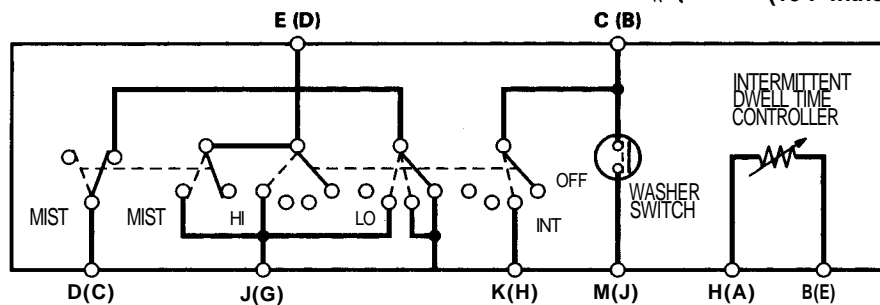 E (D)
C (B)
INTERMITTENT
DWELL TIME
CONTROLLER
OFF
WASHER
SWITCH
MIST
MIST
HI
LO
INT
D(C)
J(G)
K(H)
M(J)
H(A)
B(E)